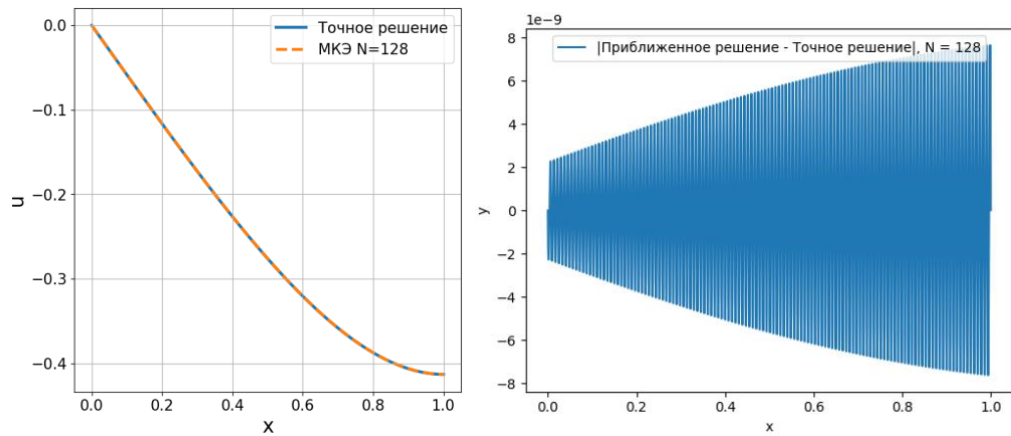 Точное решение
МКЭ N=128
0.0
−0.1
−0.2
−0.3
−0.4
u
0.0 0.2 0.4 0.6 0.8 1.0
x
1e−9
|Приближенное решение - Точное решение|, N = 128
8
6
4
2
0
−2
−4
−6
−8
y
0.0 0.2 0.4 0.6 0.8 1.0
x